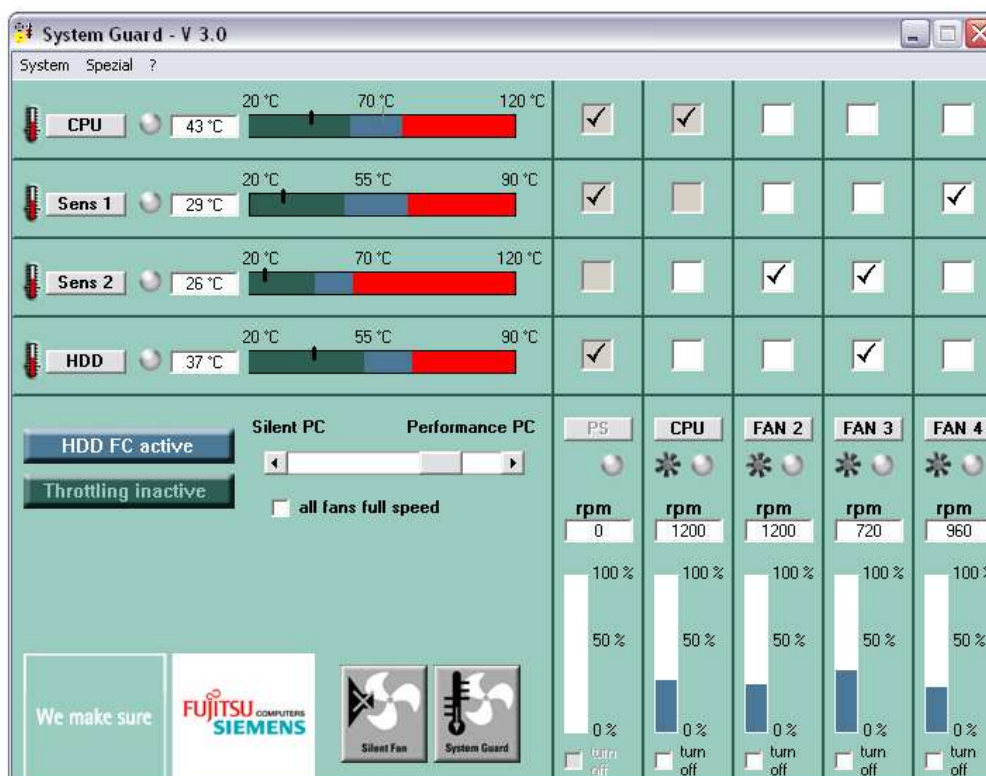 System Guard - V 3.0
System Spezial ?
CPU 43 °C 20 °C 70 °C 120 °C
Sens 1 29 °C 20 °C 55 °C 90 °C
Sens 2 26 °C 20 °C 70 °C 120 °C
HDD 37 °C 20 °C 55 °C 90 °C
HDD FC active
Throttling inactive
Silent PC Performance PC
all fans full speed
PS CPU FAN 2 FAN 3 FAN 4
rpm rpm rpm rpm rpm
0 1200 1200 720 960
100 % 100 % 100 % 100 % 100 %
50 % 50 % 50 % 50 % 50 %
0 % 0 % 0 % 0 % 0 %
turn off turn off turn off turn off turn off
We make sure
FUJITSU COMPUTERS
SIEMENS
Silent Fan
System Guard